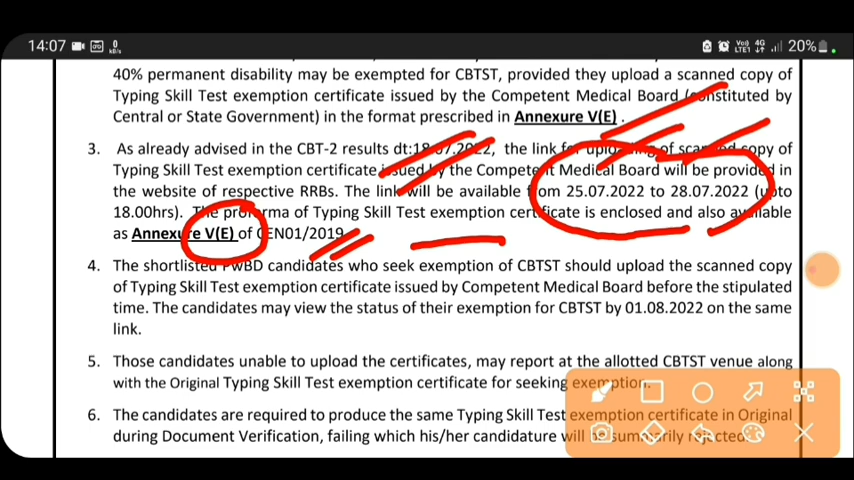 14:07 0 kB/s Vo) LTE1 4G 20%
40% permanent disability may be exempted for CBTST, provided they upload a scanned copy of
Typing Skill Test exemption certificate issued by the Competent Medical Board (constituted by
Central or State Government) in the format prescribed in Annexure V(E) .
3. As already advised in the CBT-2 results dt:18.07.2022, the link for uploading of scanned copy of
Typing Skill Test exemption certificate issued by the Competent Medical Board will be provided in
the website of respective RRBs. The link will be available from 25.07.2022 to 28.07.2022 (upto
18.00hrs). The proforma of Typing Skill Test exemption certificate is enclosed and also available
as Annexure V(E) of CEN01/2019.
4. The shortlisted PwBD candidates who seek exemption of CBTST should upload the scanned copy
of Typing Skill Test exemption certificate issued by Competent Medical Board before the stipulated
time. The candidates may view the status of their exemption for CBTST by 01.08.2022 on the same
link.
5. Those candidates unable to upload the certificates, may report at the allotted CBTST venue along
with the Original Typing Skill Test exemption certificate for seeking exemption.
6. The candidates are required to produce the same Typing Skill Test exemption certificate in Original
during Document Verification, failing which his/her candidature will be summarily rejected.